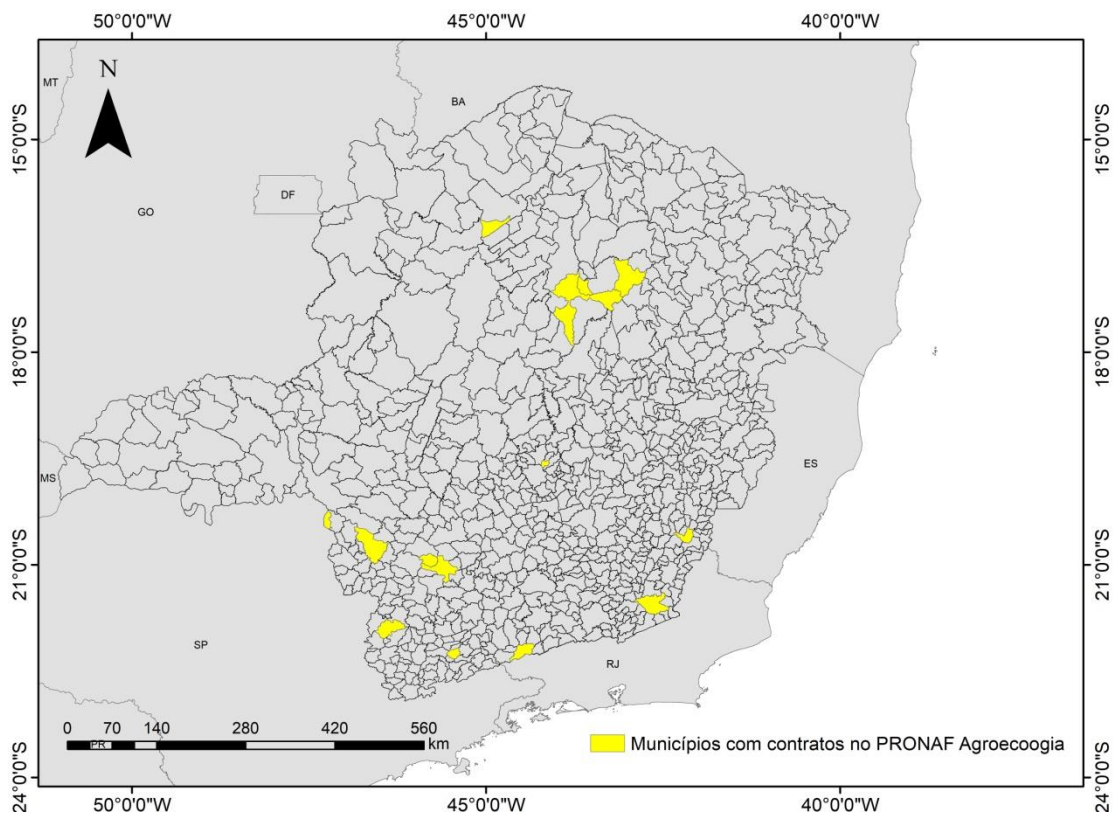 50°0'0"W 45°0'0"W 40°0'0"W
N
MT
BA
15°0'0"S 15°0'0"S
DF
GO
18°0'0"S 18°0'0"S
MS
ES
21°0'0"S 21°0'0"S
SP
RJ
0 70 140 280 420 560
km
PR
Municípios com contratos no PRONAF Agroecoogia
24°0'0"S 24°0'0"S
50°0'0"W 45°0'0"W 40°0'0"W